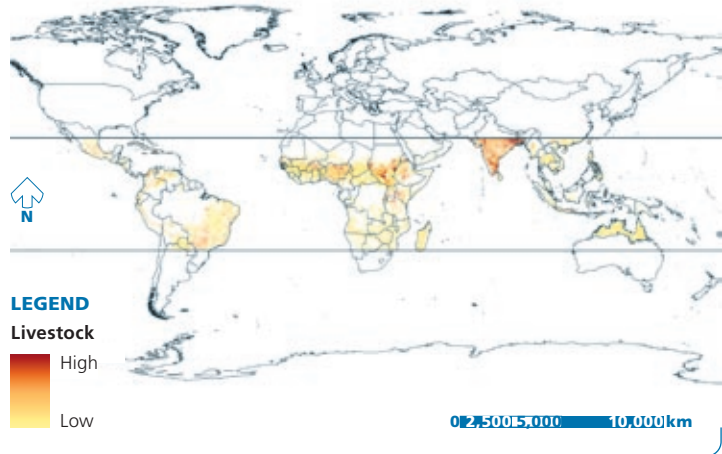 N
LEGEND
Livestock
High
Low
0 2,500 5,000 10,000 km